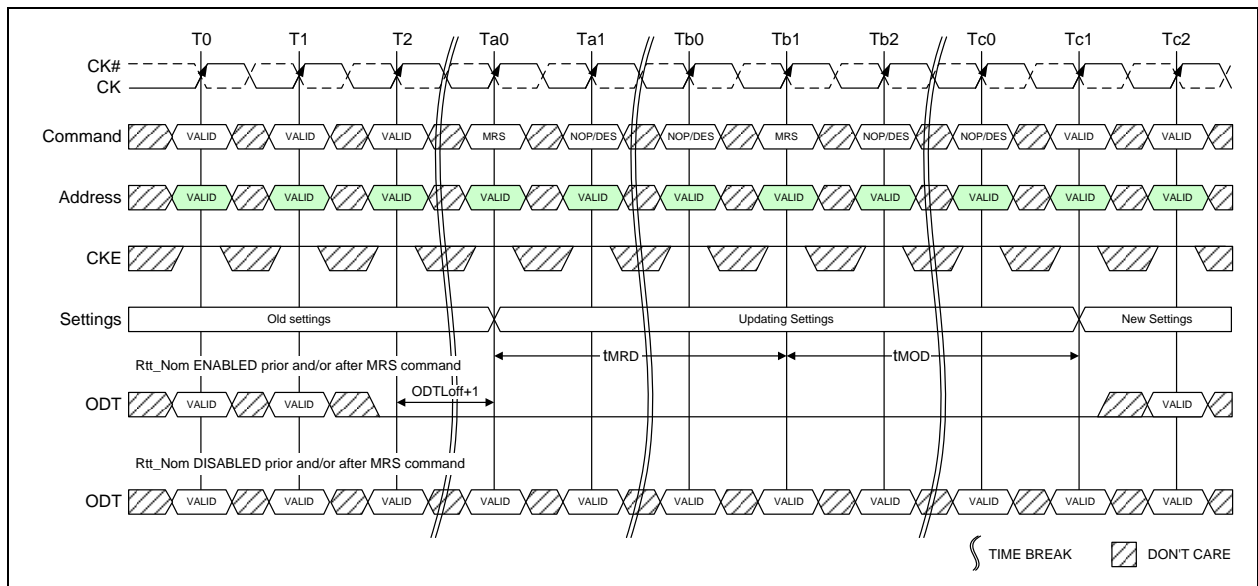 T0 T1 T2 Ta0 Ta1 Tb0 Tb1 Tb2 Tc0 Tc1 Tc2
CK#
CK
Command VALID VALID VALID MRS NOP/DES NOP/DES MRS NOP/DES NOP/DES VALID VALID
Address VALID VALID VALID VALID VALID VALID VALID VALID VALID VALID VALID
CKE
Settings Old settings Updating Settings New Settings
tMRD tMOD
Rtt_Nom ENABLED prior and/or after MRS command
ODTLoff+1
ODT VALID VALID VALID
Rtt_Nom DISABLED prior and/or after MRS command
ODT VALID VALID VALID VALID VALID VALID VALID VALID VALID VALID VALID
TIME BREAK DON'T CARE